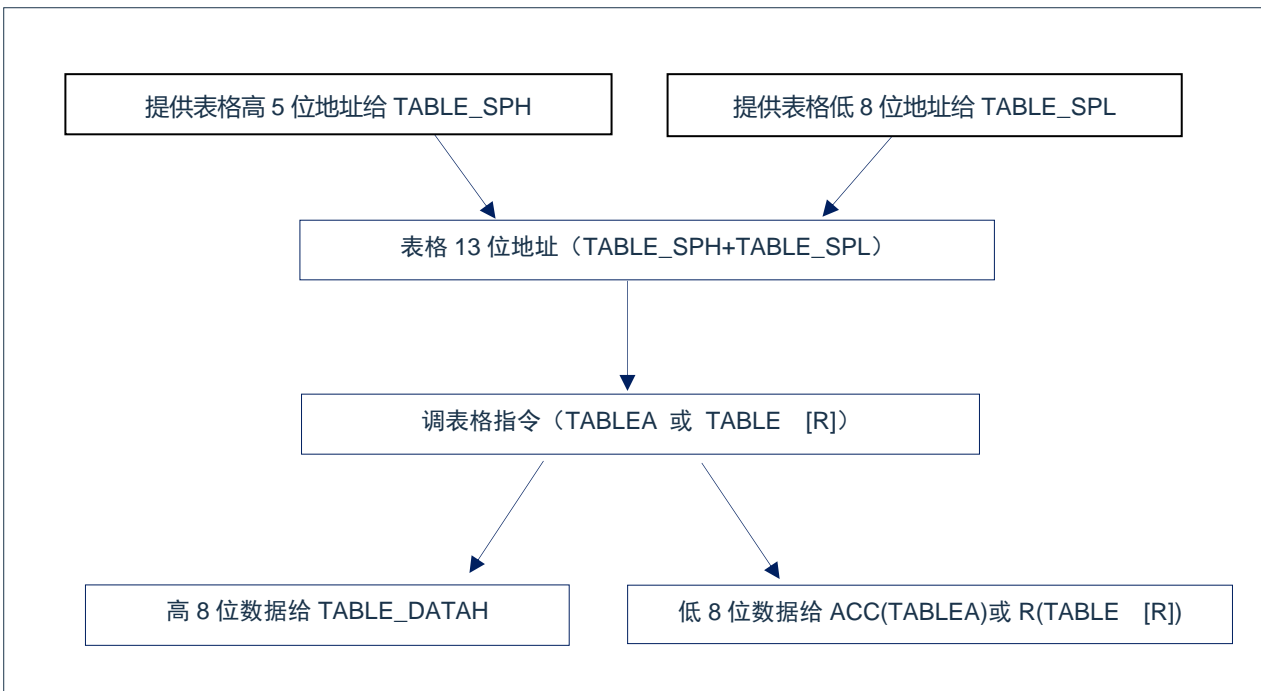 提供表格高 5 位地址给 TABLE_SPH
提供表格低 8 位地址给 TABLE_SPL
表格 13 位地址（TABLE_SPH+TABLE_SPL）
调表格指令（TABLEA 或 TABLE [R]）
高 8 位数据给 TABLE_DATAH
低 8 位数据给 ACC(TABLEA)或 R(TABLE [R])